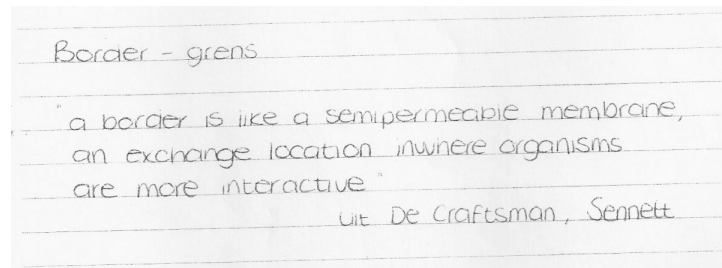 Border - grens
"a border is like a semipermeable membrane,
an exchange location inwhere organisms
are more interactive"
uit De Craftsman, Sennett